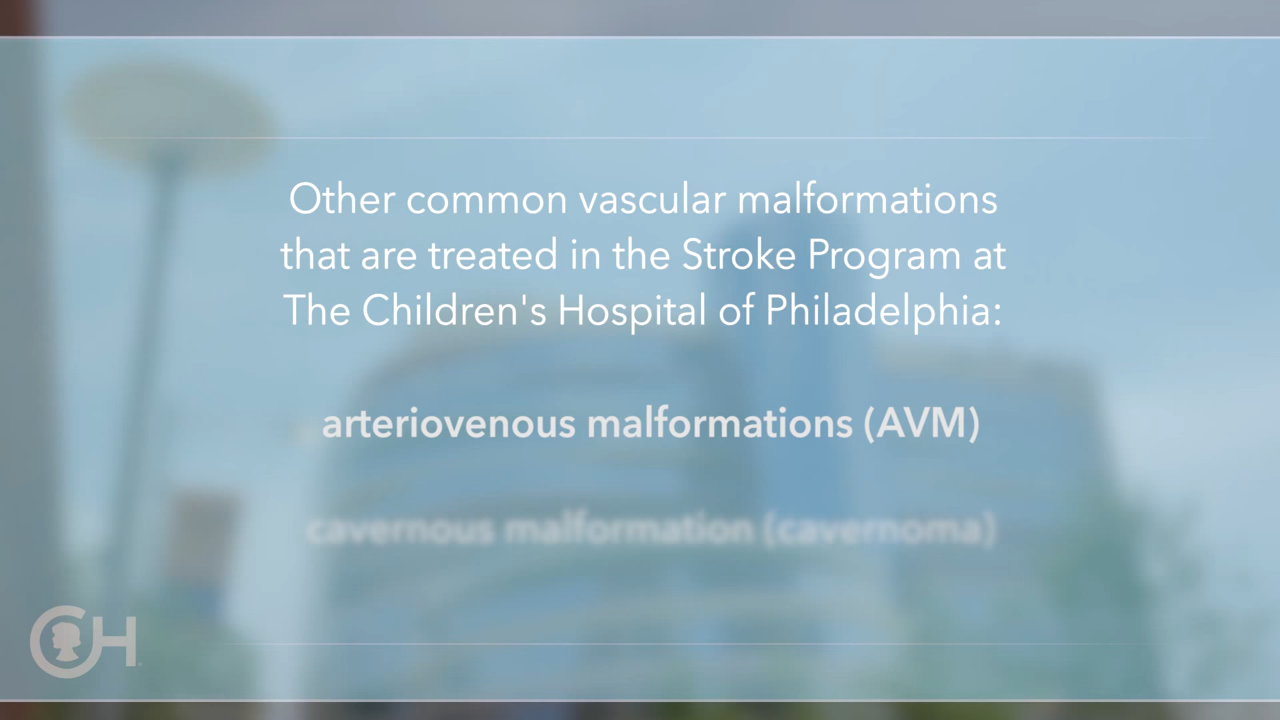 Other common vascular malformations
that are treated in the Stroke Program at
The Children's Hospital of Philadelphia:
arteriovenous malformations (AVM)
cavernous malformation (cavernoma)
CH